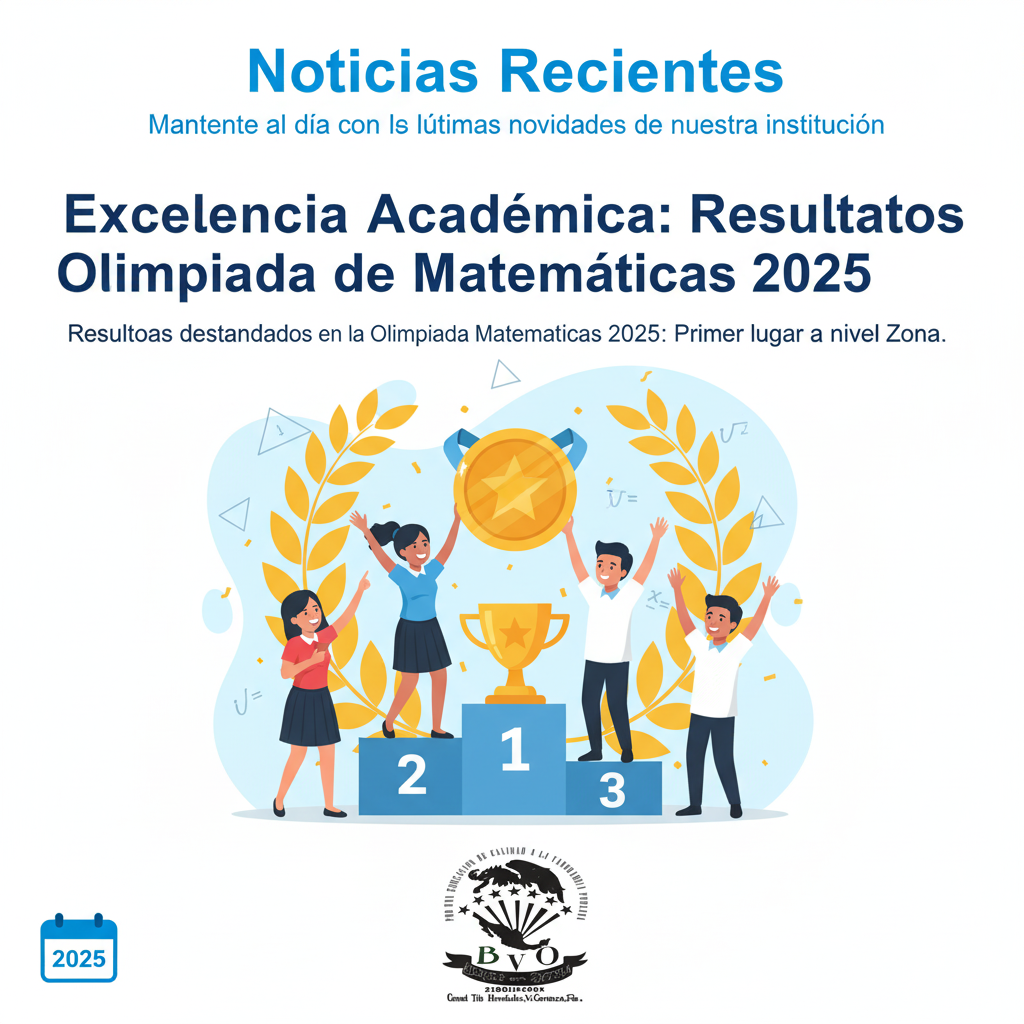 Noticias Recientes
Mantente al día con ls lútimas novidades de nuestra institución
Excelencia Académica: Resultatos
Olimpiada de Matemáticas 2025
Resultoas destandados en la Olimpiada Matematicas 2025: Primer lugar a nivel Zona.
2
1
3
B V O
2025